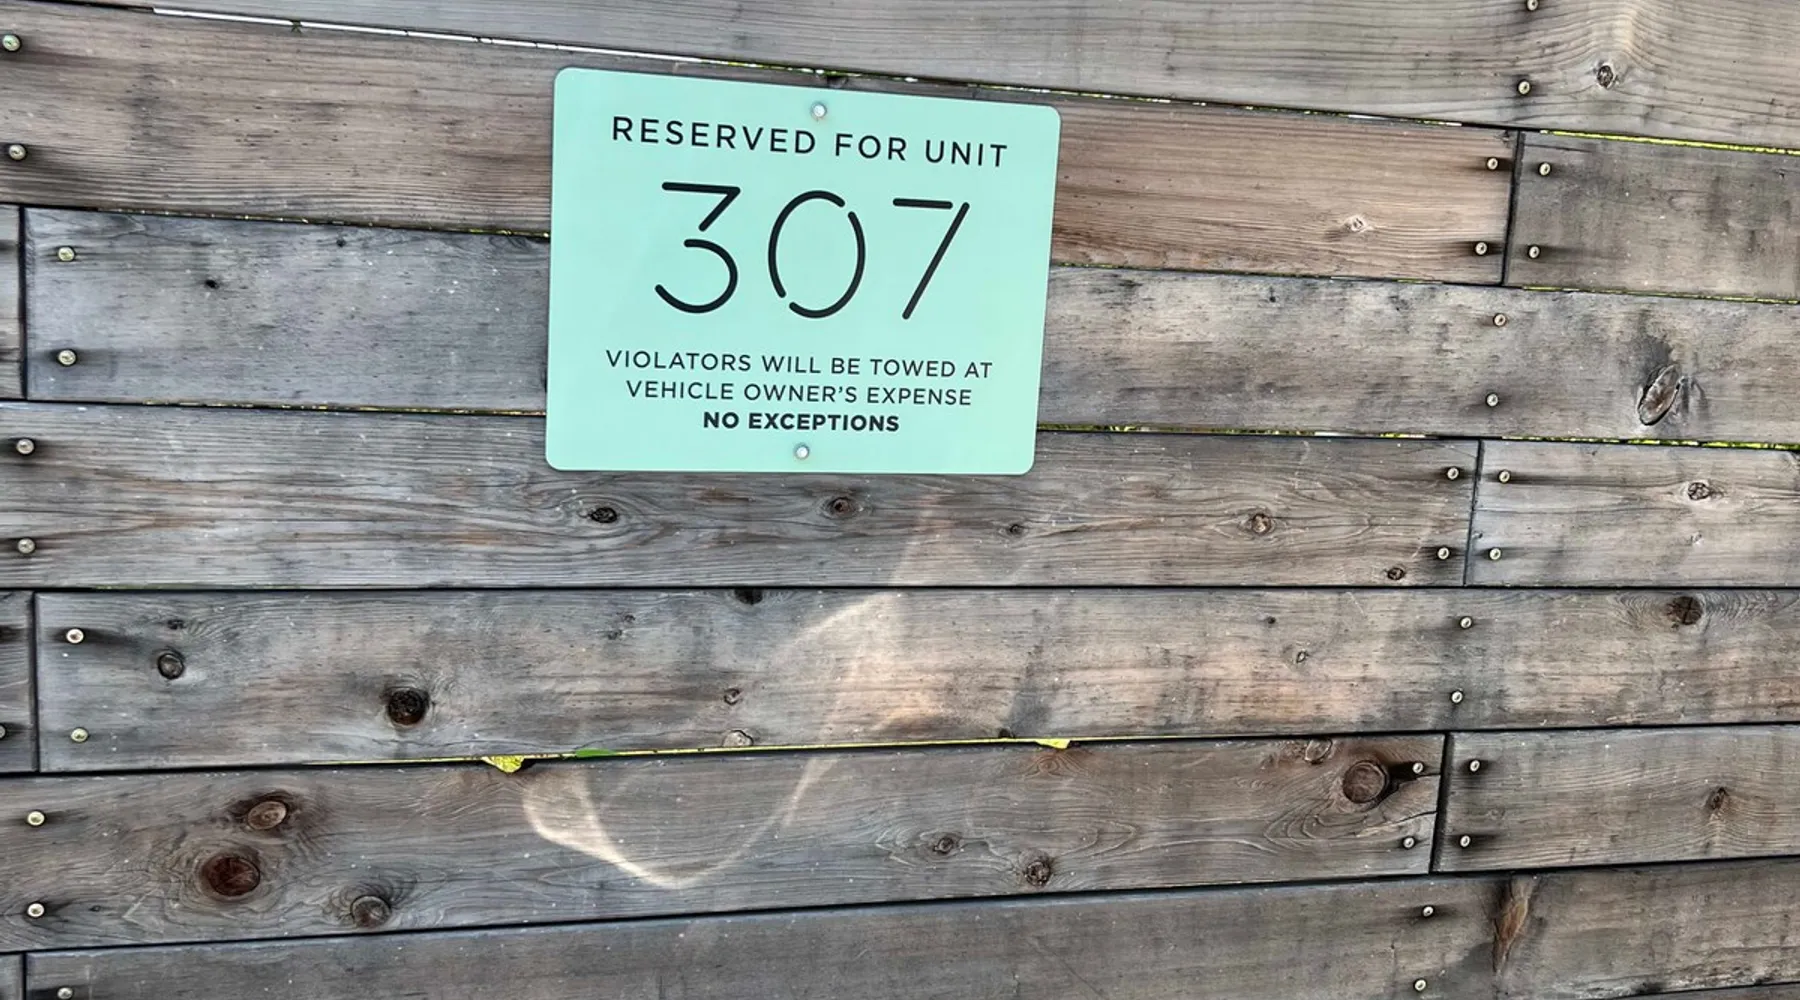 RESERVED FOR UNIT
307
VIOLATORS WILL BE TOWED AT
VEHICLE OWNER’S EXPENSE
NO EXCEPTIONS